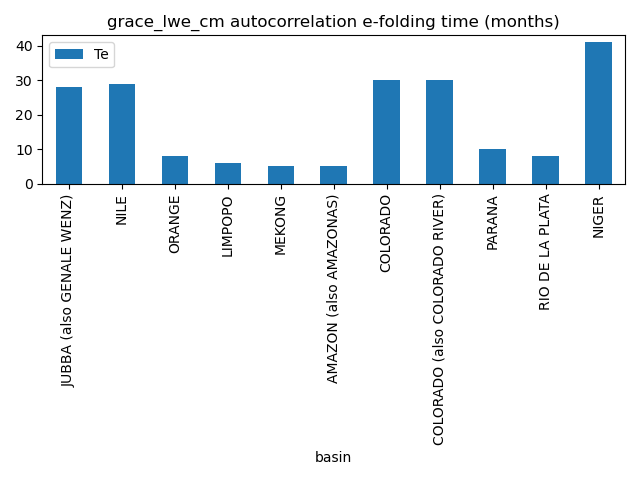 grace_lwe_cm autocorrelation e-folding time (months)
Te
40
30
20
10
0
JUBBA (also GENALE WENZ)
NILE
ORANGE
LIMPOPO
MEKONG
AMAZON (also AMAZONAS)
COLORADO
COLORADO (also COLORADO RIVER)
PARANA
RIO DE LA PLATA
NIGER
basin